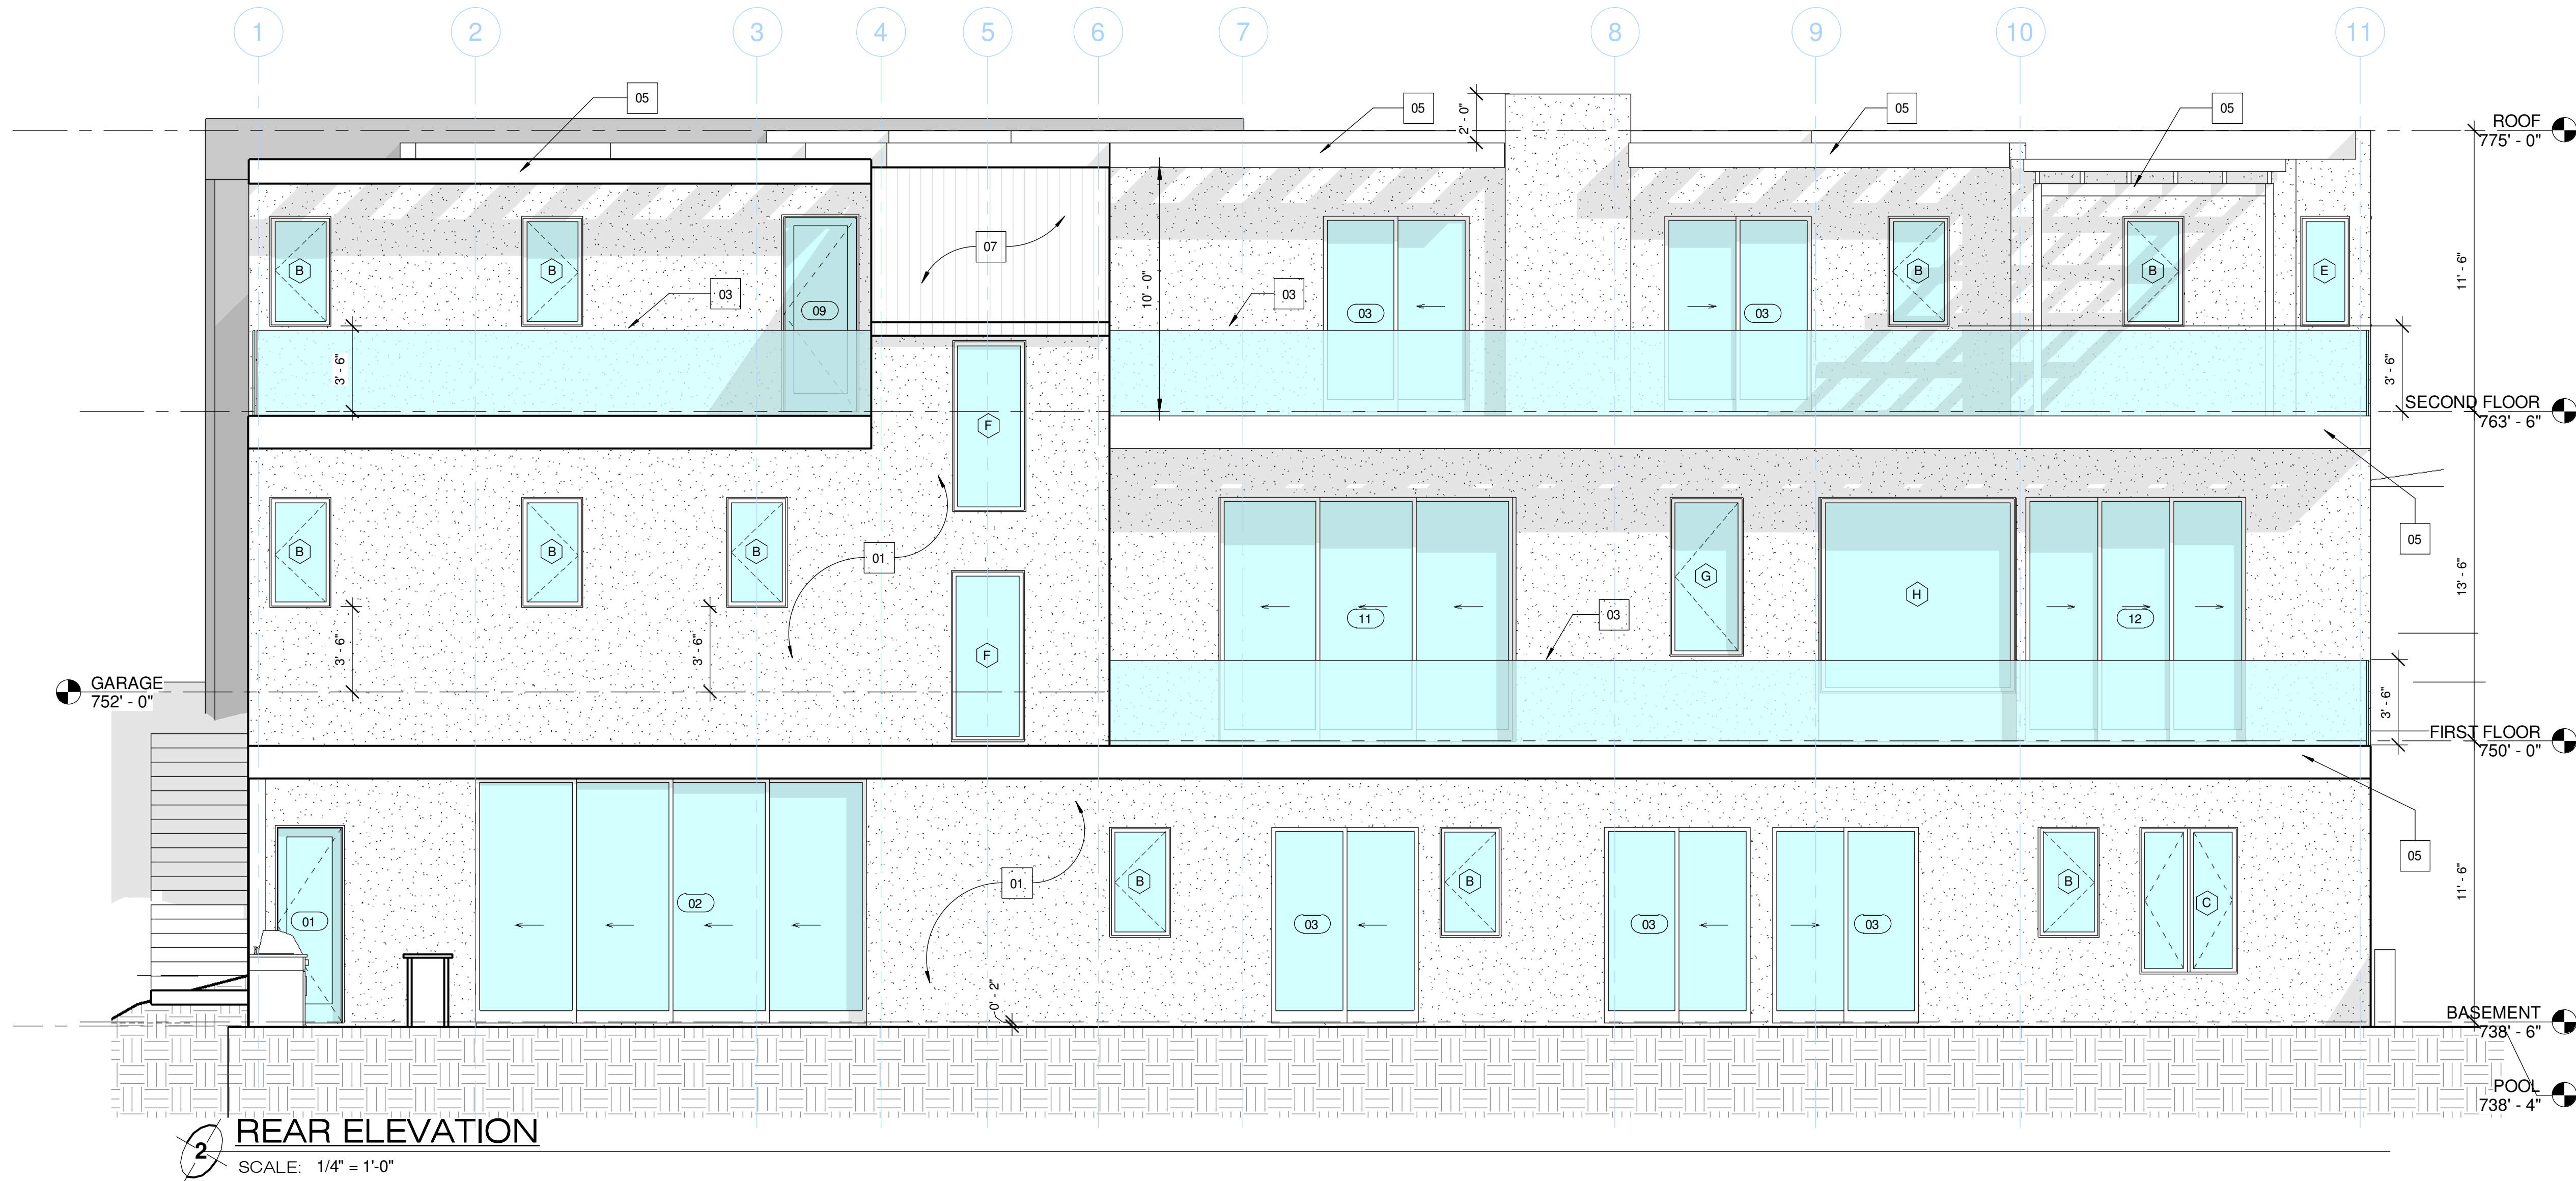 1 2 3 4 5 6 7 8 9 10 11
05 05 05 05
2' - 0"
ROOF
775' - 0"
07
B B 03 09 10' - 0" 03 03 03 B B E
11' - 6"
3' - 6" 3' - 6"
SECOND FLOOR
763' - 6"
F
05
B B B 01 G H
13' - 6"
11 03 12
3' - 6" 3' - 6" F
GARAGE
752' - 0"
3' - 6"
FIRST FLOOR
750' - 0"
05
01 02 01 B 03 B 03 03 B C
11' - 6"
0' - 2"
BASEMENT
738' - 6"
POOL
738' - 4"
2 REAR ELEVATION
SCALE: 1/4" = 1'-0"